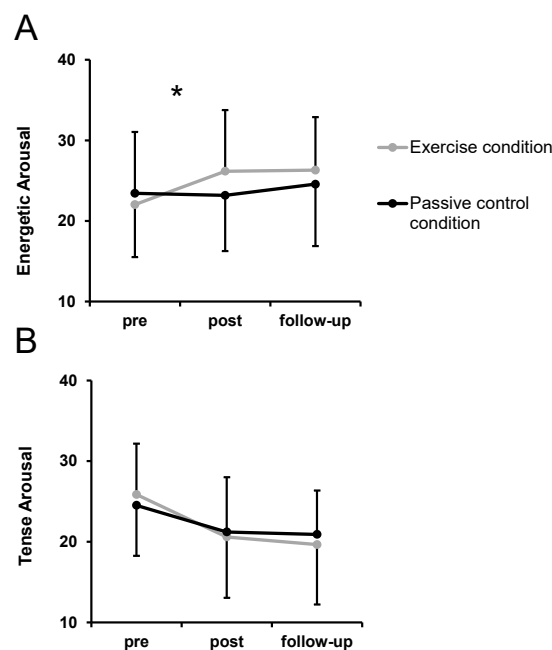 A
40
30
20
10
Energetic Arousal
*
pre post follow-up
Exercise condition
Passive control
condition
B
40
30
20
10
Tense Arousal
pre post follow-up